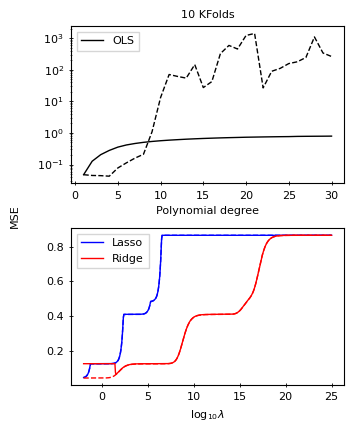 10 KFolds
OLS
10³
10²
10¹
10⁰
10⁻¹
0 5 10 15 20 25 30
Polynomial degree
MSE
Lasso
Ridge
0.8
0.6
0.4
0.2
0 5 10 15 20 25
log₁₀λ